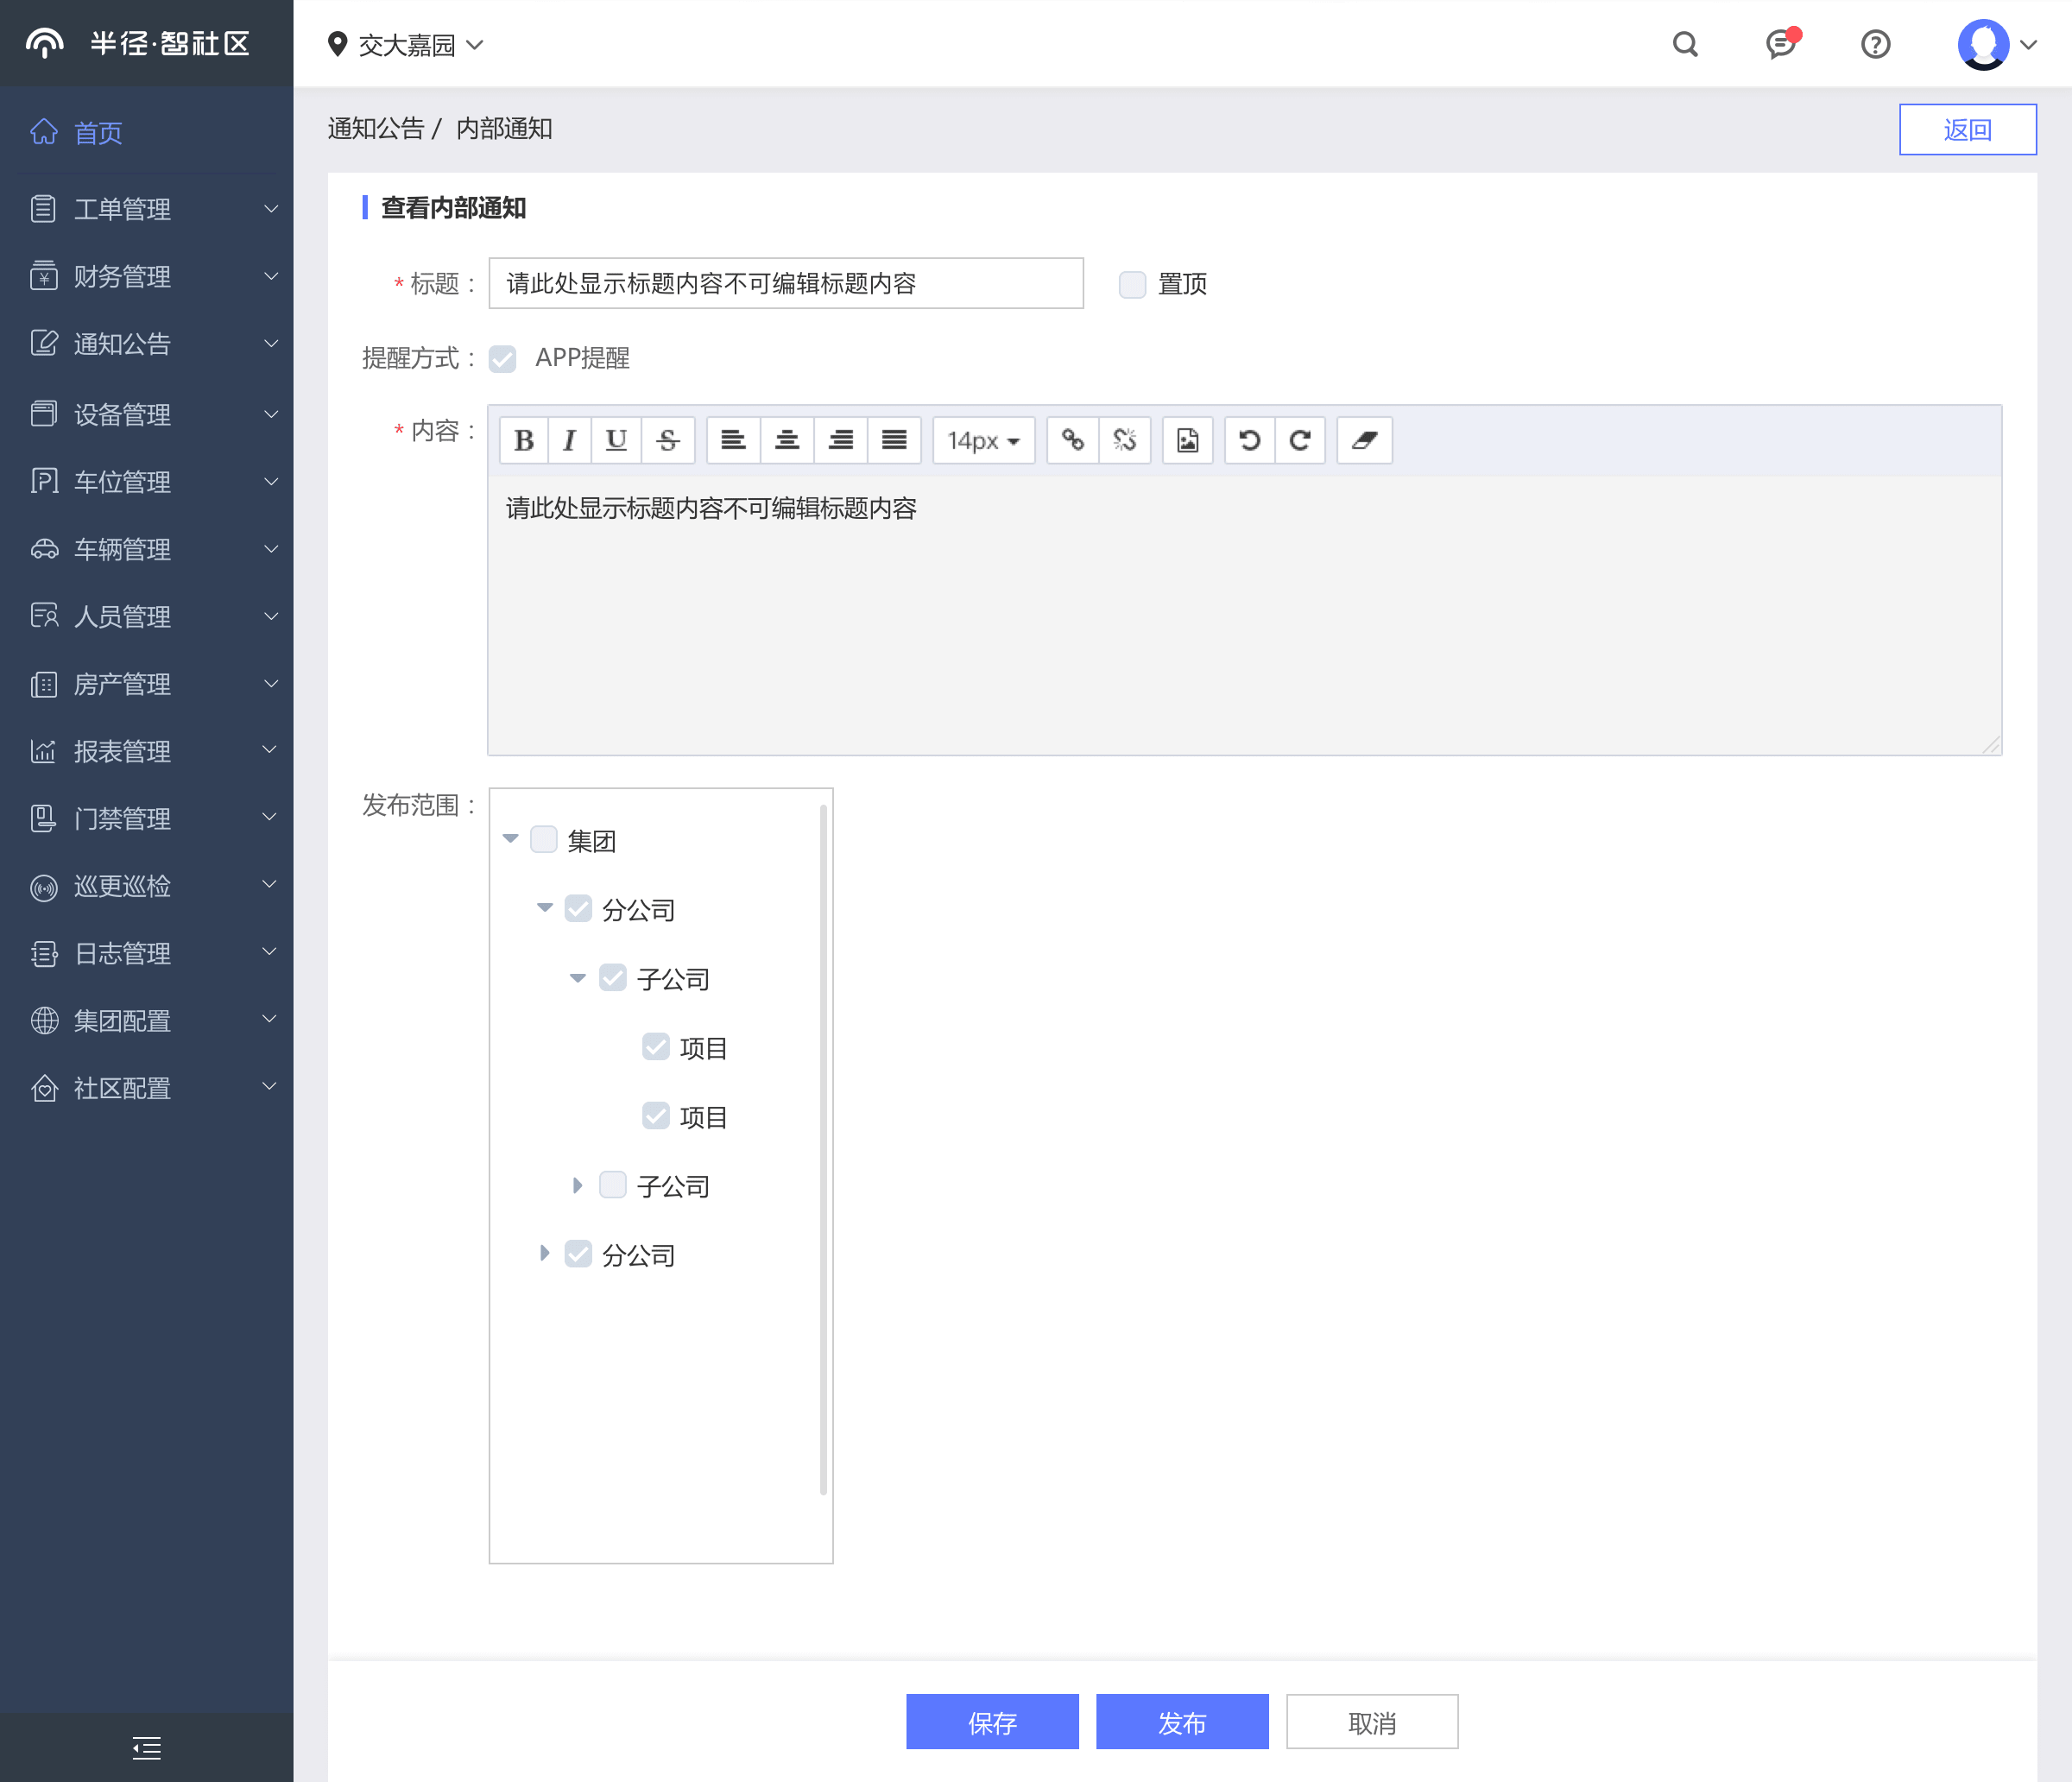 半径·智社区
交大嘉园
首页
工单管理
财务管理
通知公告
设备管理
车位管理
车辆管理
人员管理
房产管理
报表管理
门禁管理
巡更巡检
日志管理
集团配置
社区配置
通知公告 / 内部通知
返回
查看内部通知
* 标题： 请此处显示标题内容不可编辑标题内容 置顶
提醒方式： APP提醒
* 内容： B I U S 14px
请此处显示标题内容不可编辑标题内容
发布范围：
集团
分公司
子公司
项目
项目
子公司
分公司
保存 发布 取消